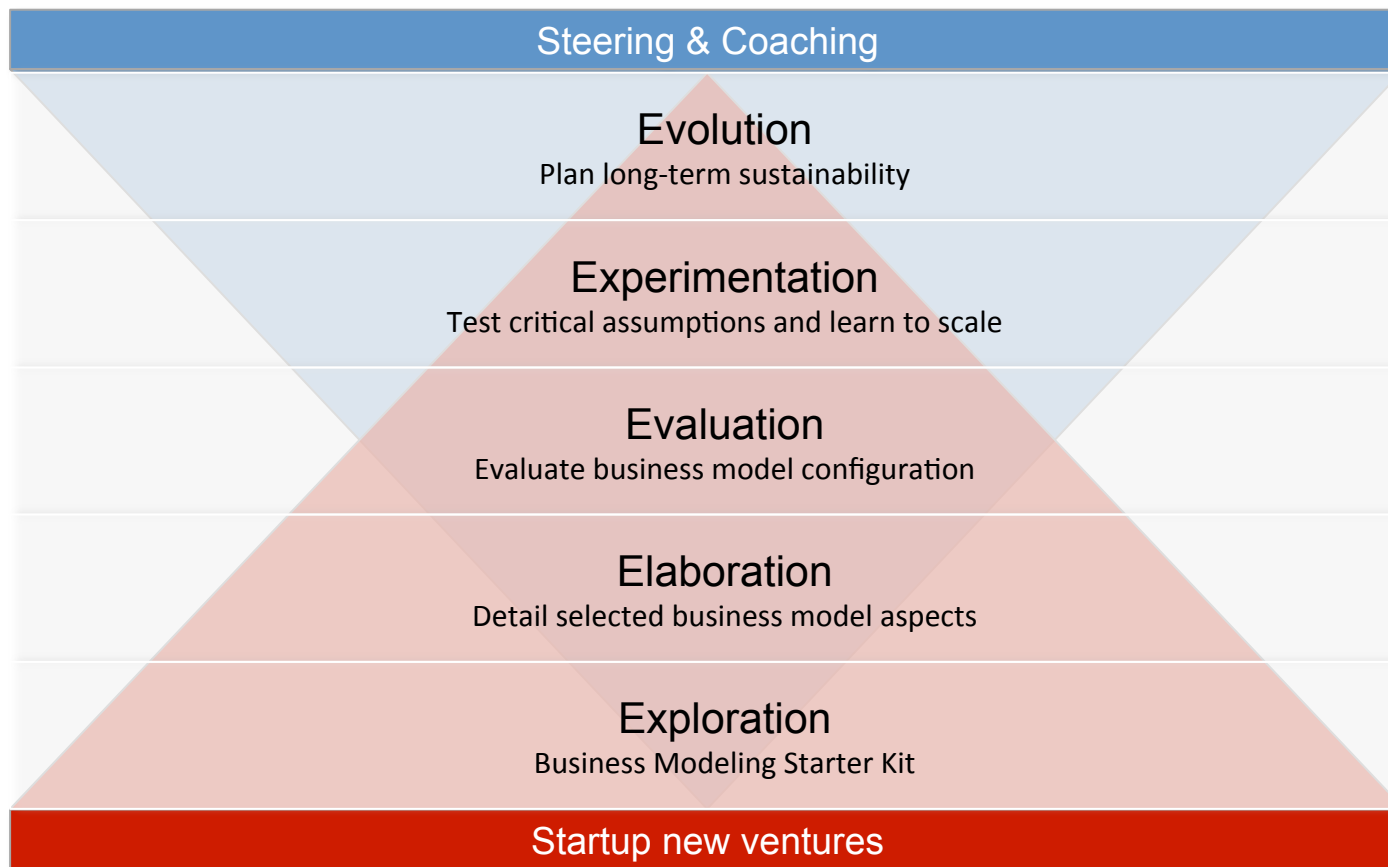 Steering & Coaching
Evolution
Plan long-term sustainability
Experimentation
Test critical assumptions and learn to scale
Evaluation
Evaluate business model configuration
Elaboration
Detail selected business model aspects
Exploration
Business Modeling Starter Kit
Startup new ventures